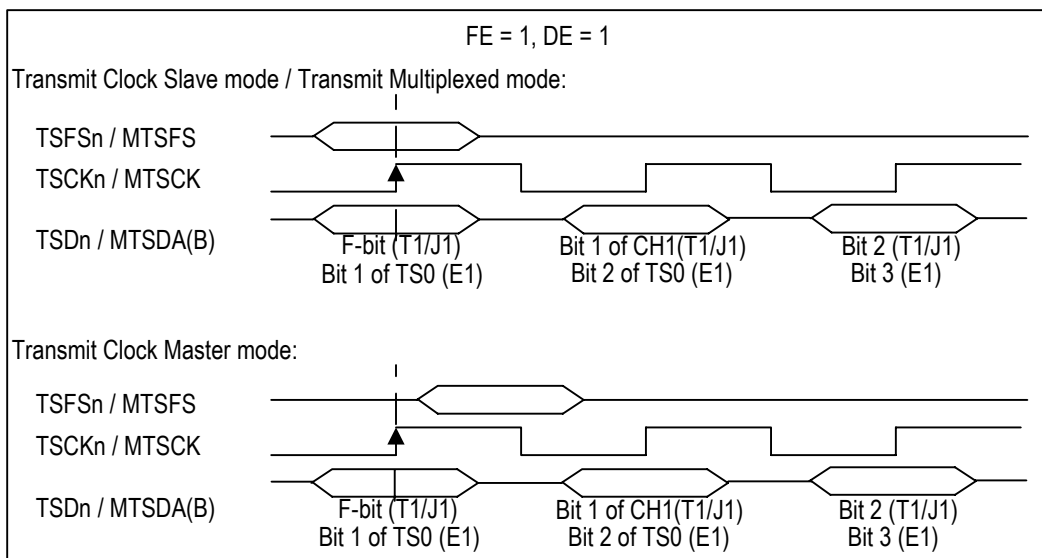 FE = 1, DE = 1
Transmit Clock Slave mode / Transmit Multiplexed mode:
TSFSn / MTSFS
TSCKn / MTSCK
TSDn / MTSDA(B)
F-bit (T1/J1)
Bit 1 of TS0 (E1)
Bit 1 of CH1(T1/J1)
Bit 2 of TS0 (E1)
Bit 2 (T1/J1)
Bit 3 (E1)
Transmit Clock Master mode:
TSFSn / MTSFS
TSCKn / MTSCK
TSDn / MTSDA(B)
F-bit (T1/J1)
Bit 1 of TS0 (E1)
Bit 1 of CH1(T1/J1)
Bit 2 of TS0 (E1)
Bit 2 (T1/J1)
Bit 3 (E1)